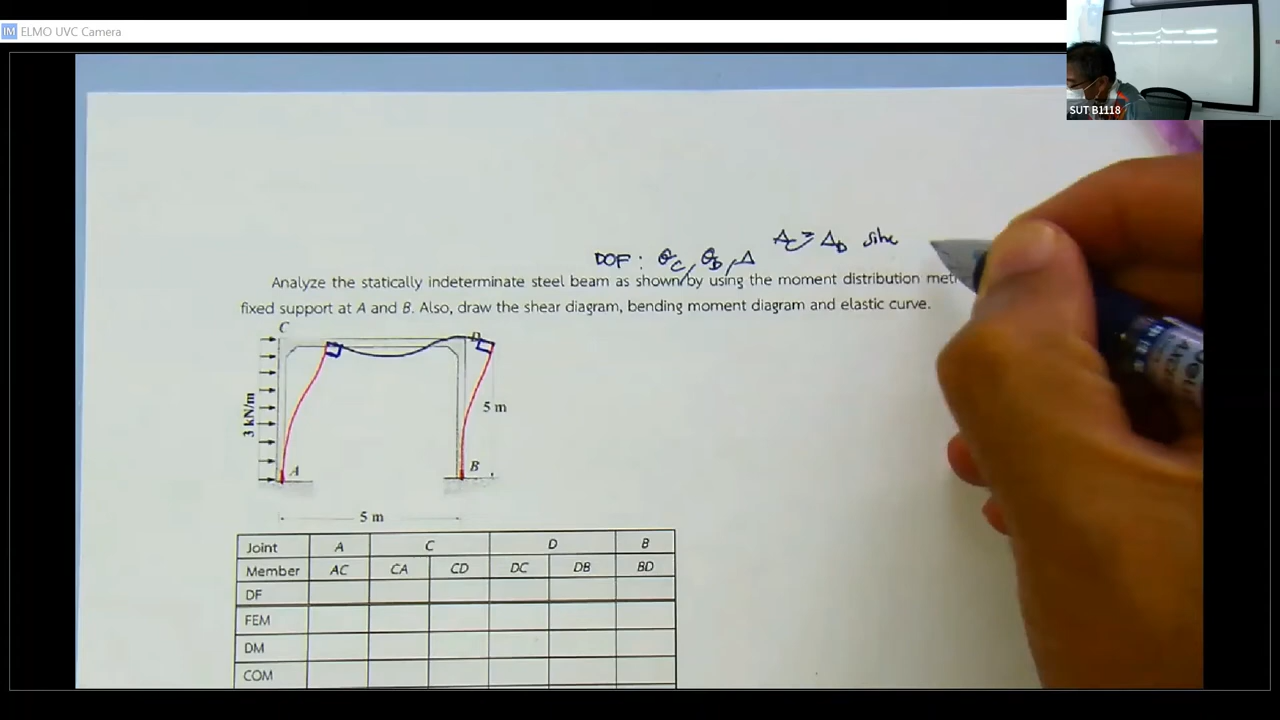 IM ELMO UVC Camera
SUT B1118
Δc = ΔD
DOF : θC, θD, Δ
Analyze the statically indeterminate steel beam as shown by using the moment distribution
fixed support at A and B. Also, draw the shear diagram, bending moment diagram and elastic curve.
C
D
3 kN/m
5 m
A
B
5 m
Joint A C D B
Member AC CA CD DC DB BD
DF
FEM
DM
COM